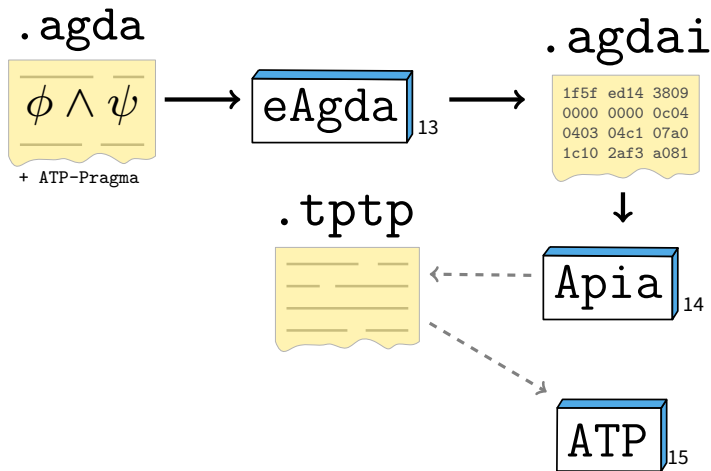 .agda
.agdai
ϕ ∧ ψ
eAgda
13
1f5f ed14 3809
0000 0000 0c04
0403 04c1 07a0
1c10 2af3 a081
+ ATP-Pragma
.tptp
Apia
14
ATP
15